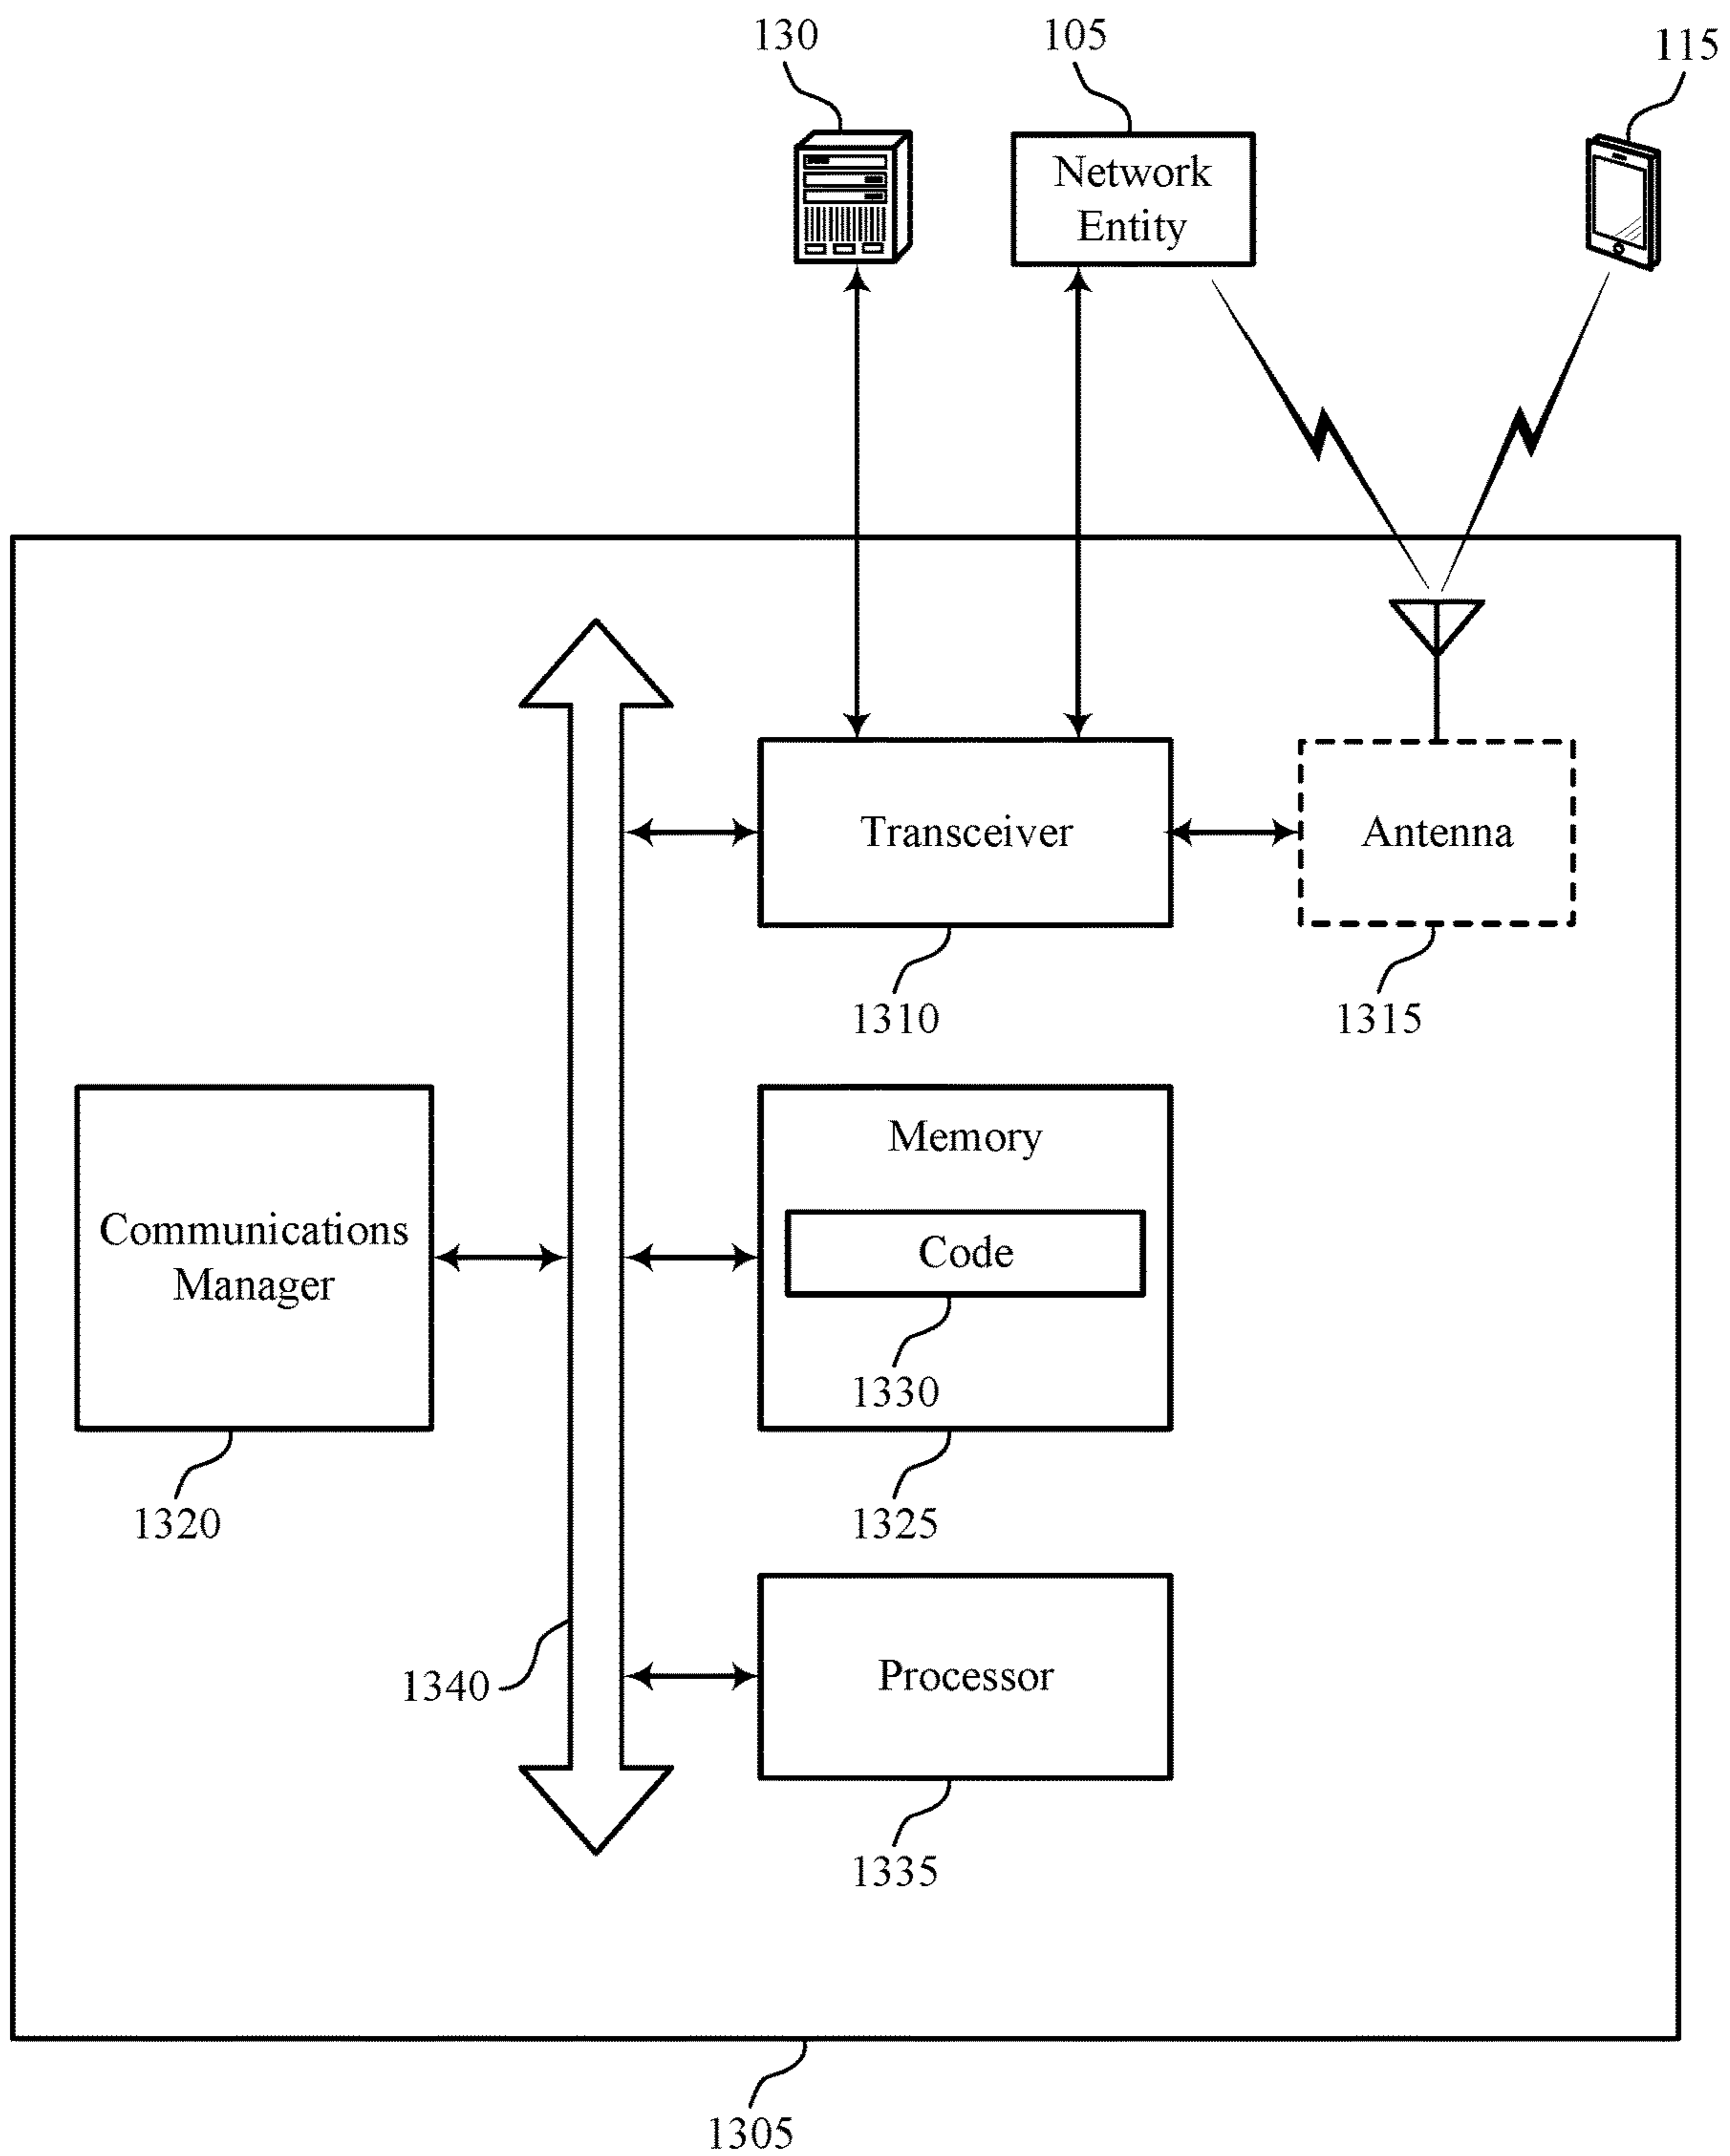 130
105
115
Network
Entity
Transceiver
Antenna
1310
1315
Memory
Communications
Manager
Code
1330
1320
1325
1340
Processor
1335
1305